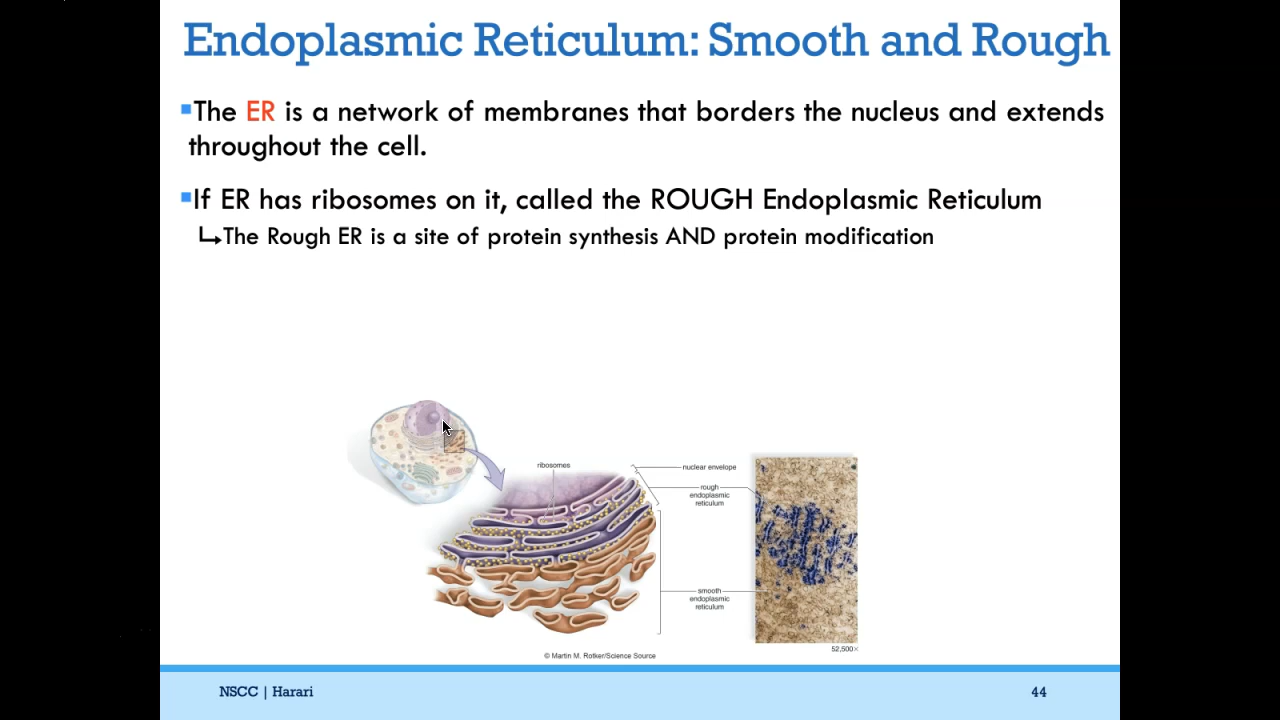 Endoplasmic Reticulum: Smooth and Rough
The ER is a network of membranes that borders the nucleus and extends
throughout the cell.
If ER has ribosomes on it, called the ROUGH Endoplasmic Reticulum
The Rough ER is a site of protein synthesis AND protein modification
ribosomes
nuclear envelope
rough
endoplasmic
reticulum
smooth
endoplasmic
reticulum
52,500×
© Martin M. Rotker/Science Source
NSCC | Harari
44